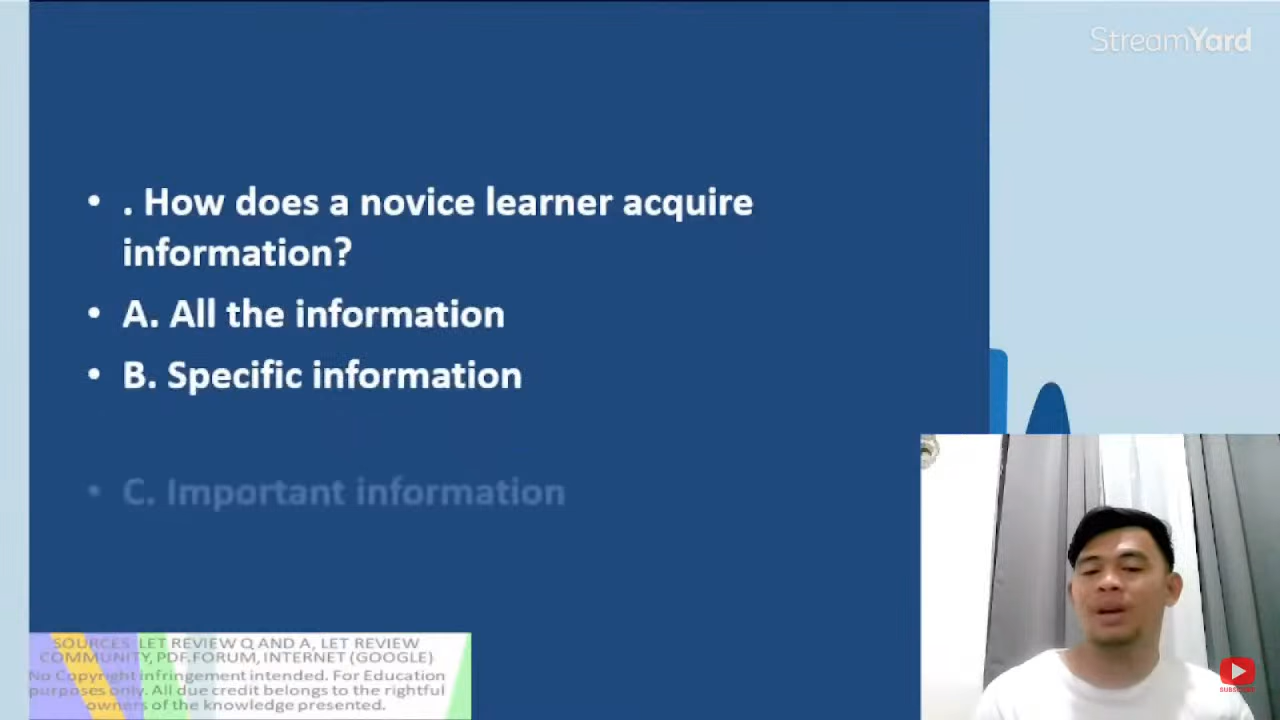 StreamYard
• . How does a novice learner acquire
information?
• A. All the information
• B. Specific information
• C. Important information
SOURCES: LET REVIEW Q AND A, LET REVIEW
COMMUNITY, PDF.FORUM, INTERNET (GOOGLE)
No Copyright infringement intended. For Education
purposes only. All due credit belongs to the rightful
owners of the knowledge presented.
SUBSCRIBE